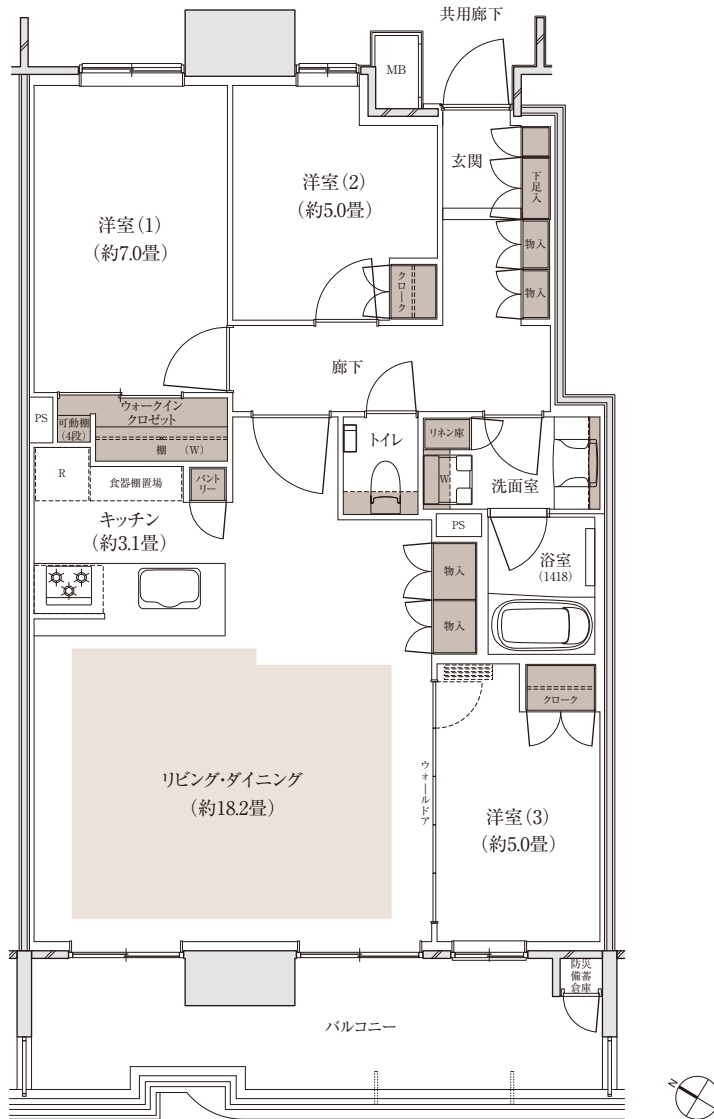 共用廊下
MB
玄関
下足入
洋室(2)
(約5.0畳)
洋室(1)
(約7.0畳)
物入
クローク
物入
廊下
PS
可動棚
(4段)
ウォークイン
クロゼット
棚 (W)
トイレ
リネン庫
R
食器棚置場
パント
リー
W
洗面室
キッチン
(約3.1畳)
PS
浴室
(1418)
物入
物入
クローク
リビング・ダイニング
(約18.2畳)
ウォールドア
洋室(3)
(約5.0畳)
防災
備蓄
倉庫
バルコニー
N